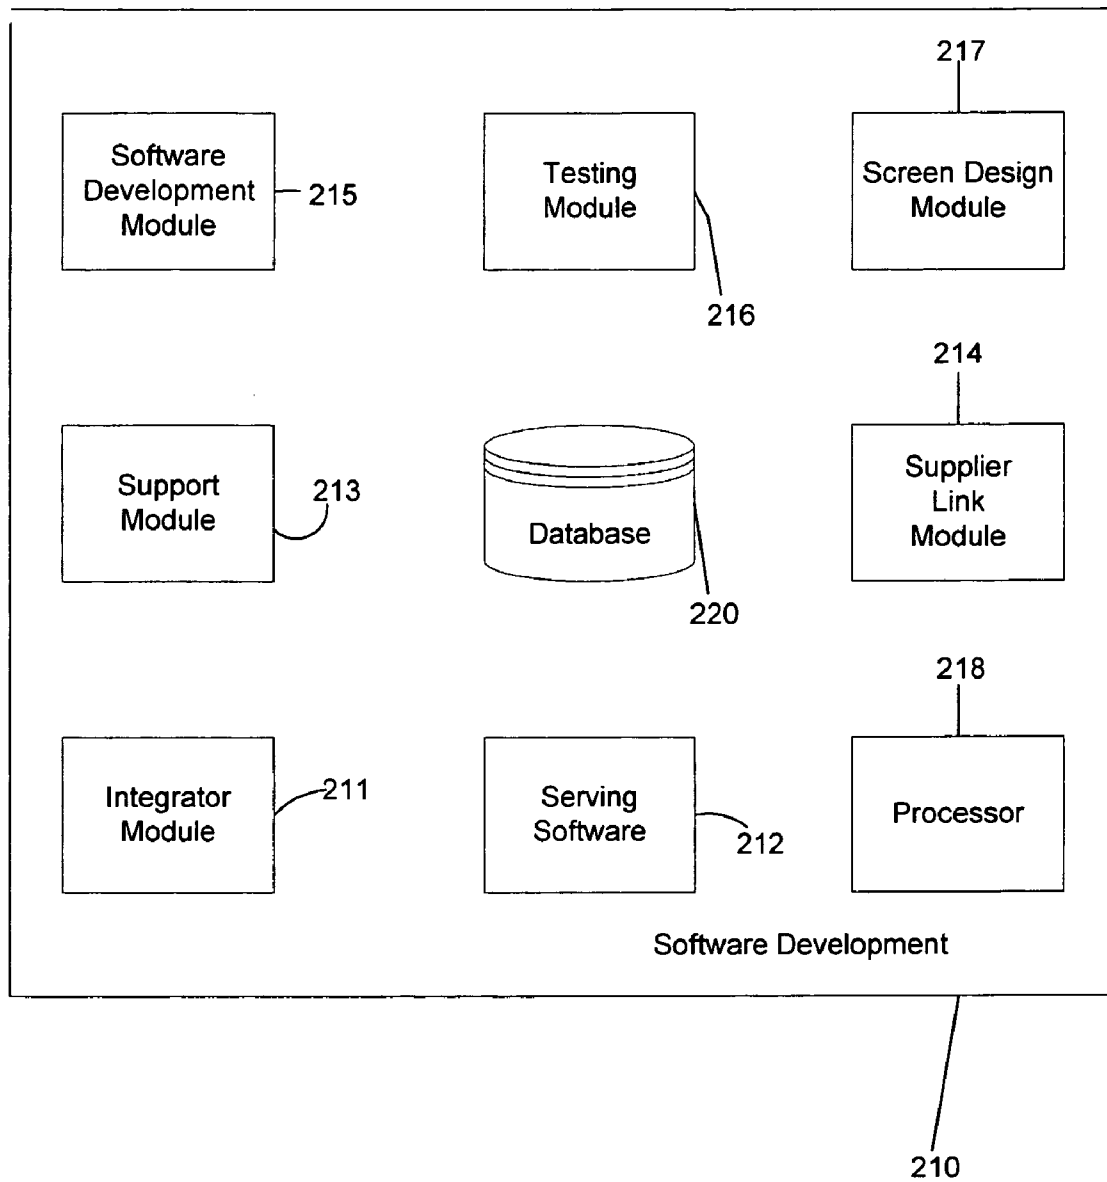 217
Software
Development
Module
215
Testing
Module
216
Screen Design
Module
214
Support
Module
213
Database
220
Supplier
Link
Module
218
Integrator
Module
211
Serving
Software
212
Processor
Software Development
210